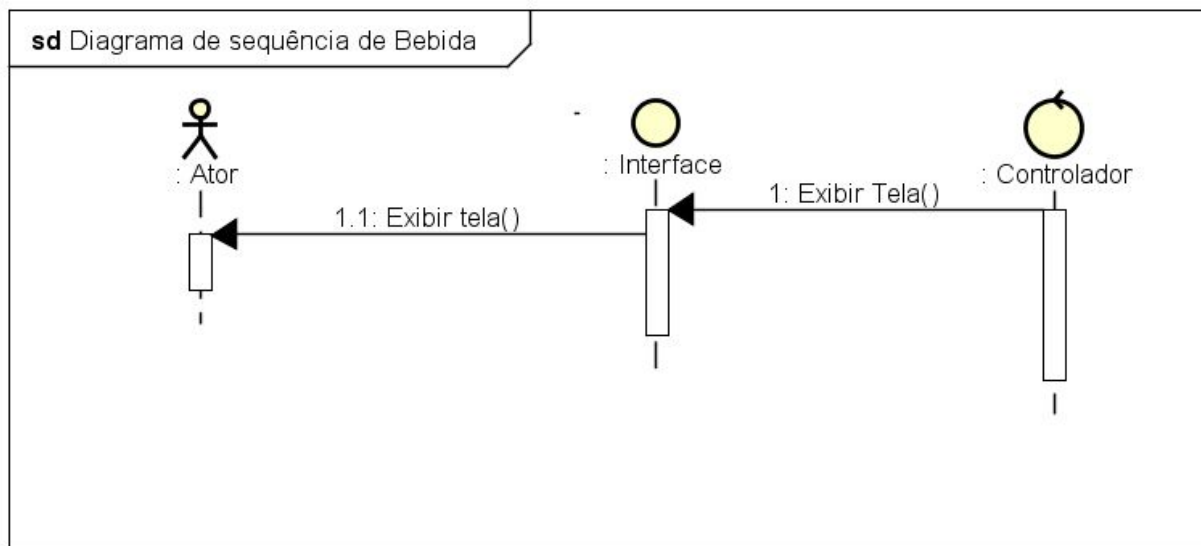 sd Diagrama de sequência de Bebida
: Ator
: Interface
: Controlador
1: Exibir Tela()
1.1: Exibir tela()